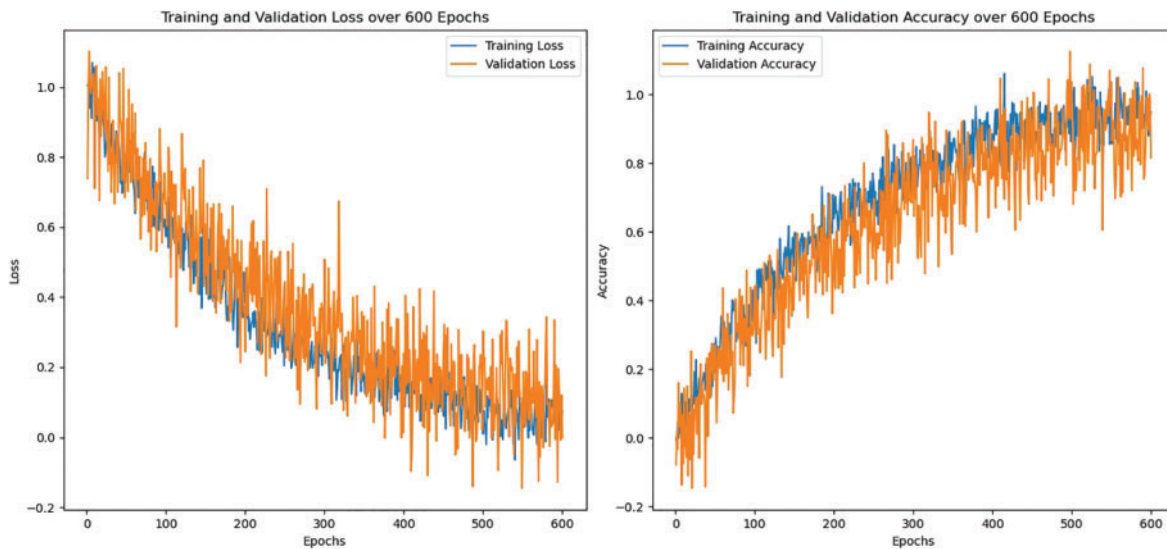 Training and Validation Loss over 600 Epochs
Training Loss
Validation Loss
1.0
0.8
0.6
0.4
0.2
0.0
−0.2
Loss
0
100
200
300
400
500
600
Epochs
Training and Validation Accuracy over 600 Epochs
Training Accuracy
Validation Accuracy
1.0
0.8
0.6
0.4
0.2
0.0
−0.2
Accuracy
0
100
200
300
400
500
600
Epochs